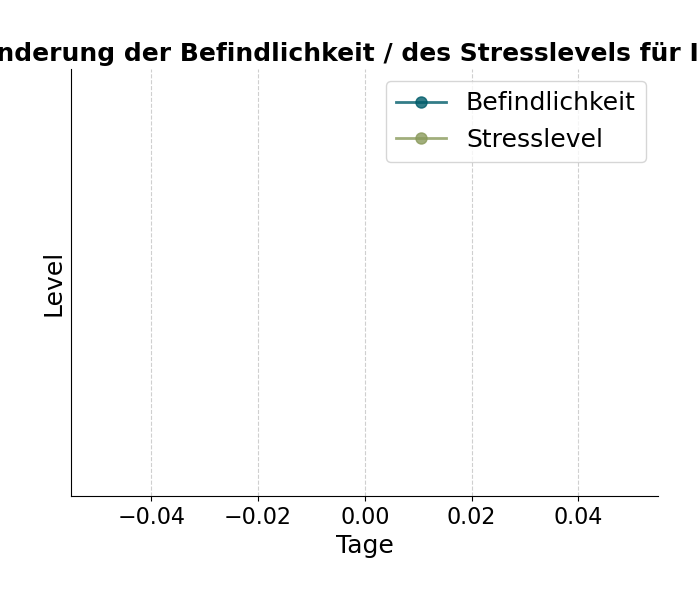 nderung der Befindlichkeit / des Stresslevels für I
Befindlichkeit
Stresslevel
Level
−0.04 −0.02 0.00 0.02 0.04
Tage